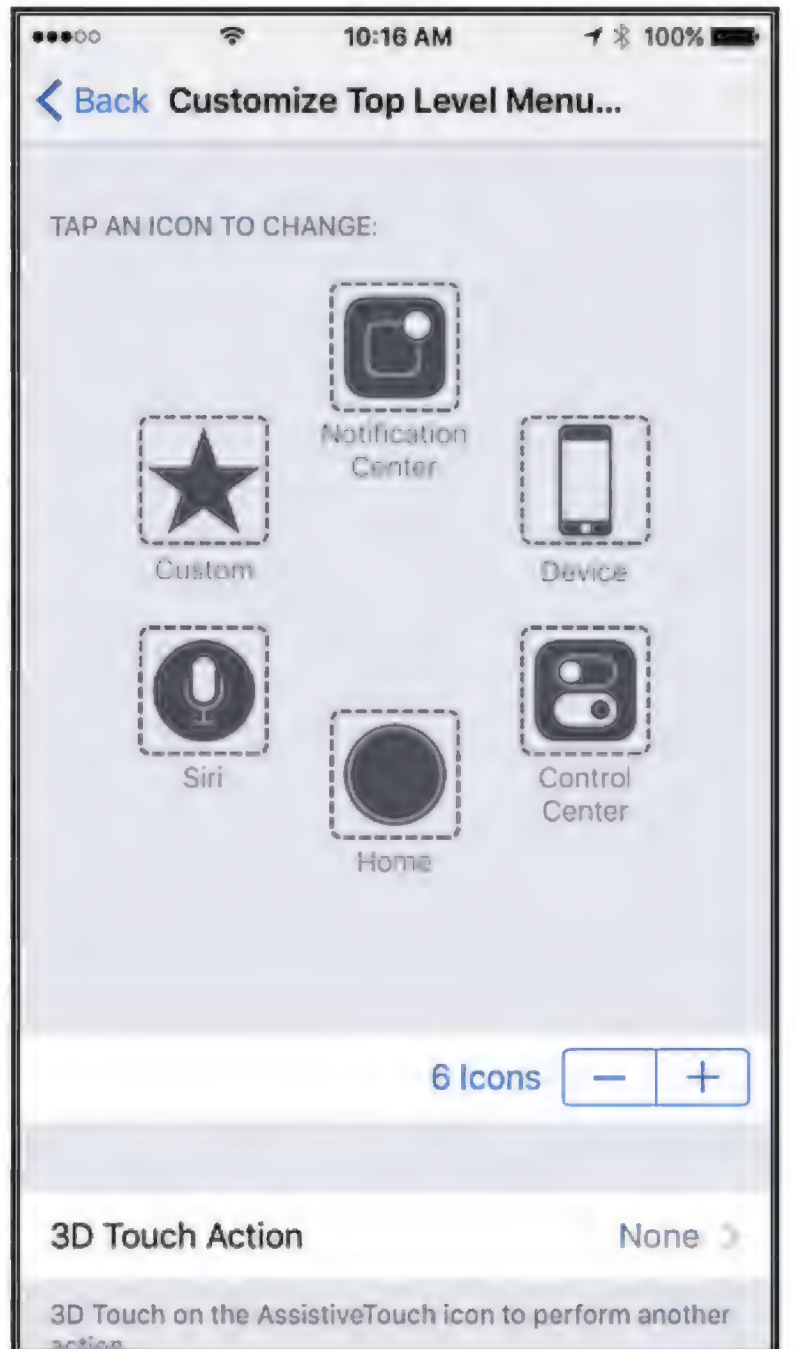 10:16 AM
100%
Back Customize Top Level Menu...
TAP AN ICON TO CHANGE:
Notification
Center
Custom
Device
Siri
Control
Center
Home
6 Icons − +
3D Touch Action None
3D Touch on the AssistiveTouch icon to perform another
action